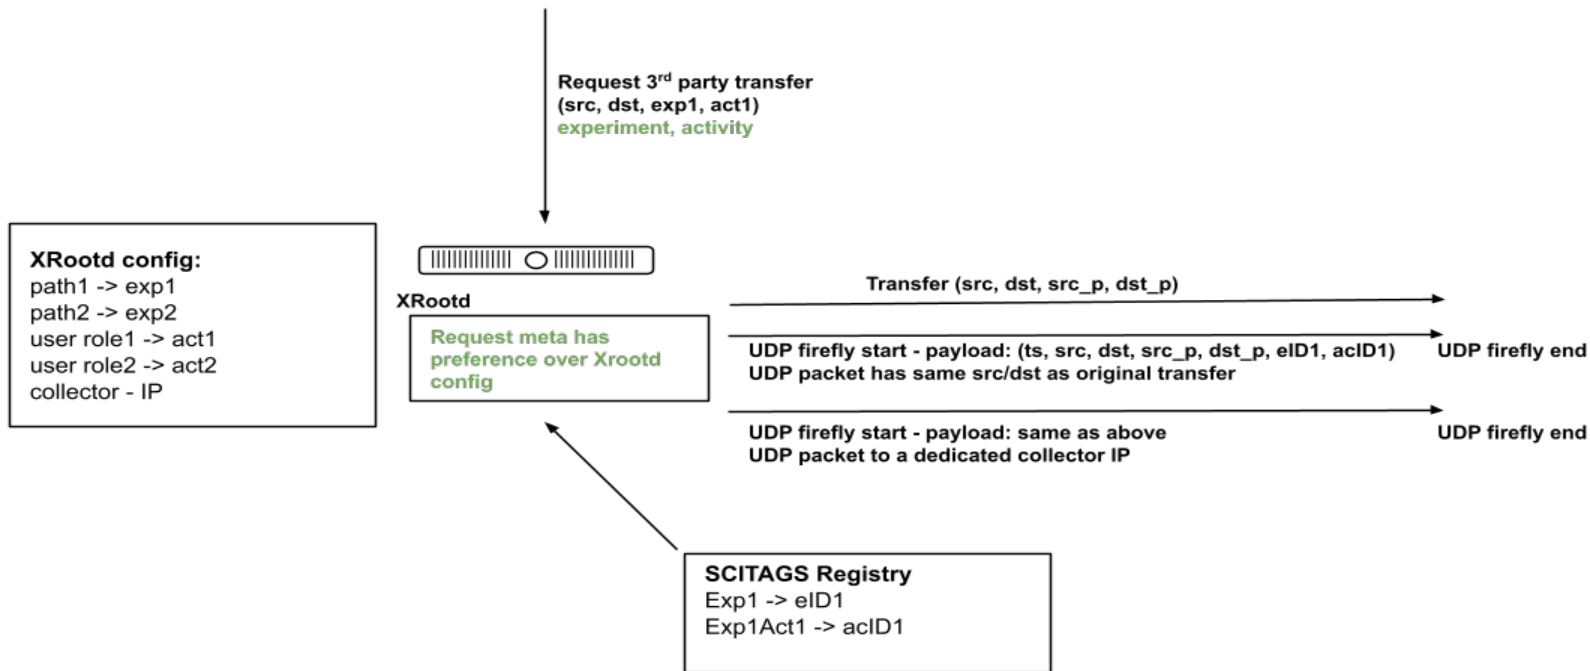 Request 3rd party transfer
(src, dst, exp1, act1)
experiment, activity
XRootd config:
path1 -> exp1
path2 -> exp2
user role1 -> act1
user role2 -> act2
collector - IP
XRootd
Request meta has
preference over Xrootd
config
Transfer (src, dst, src_p, dst_p)
UDP firefly start - payload: (ts, src, dst, src_p, dst_p, eID1, acID1)
UDP packet has same src/dst as original transfer
UDP firefly end
UDP firefly start - payload: same as above
UDP packet to a dedicated collector IP
UDP firefly end
SCITAGS Registry
Exp1 -> eID1
Exp1Act1 -> acID1